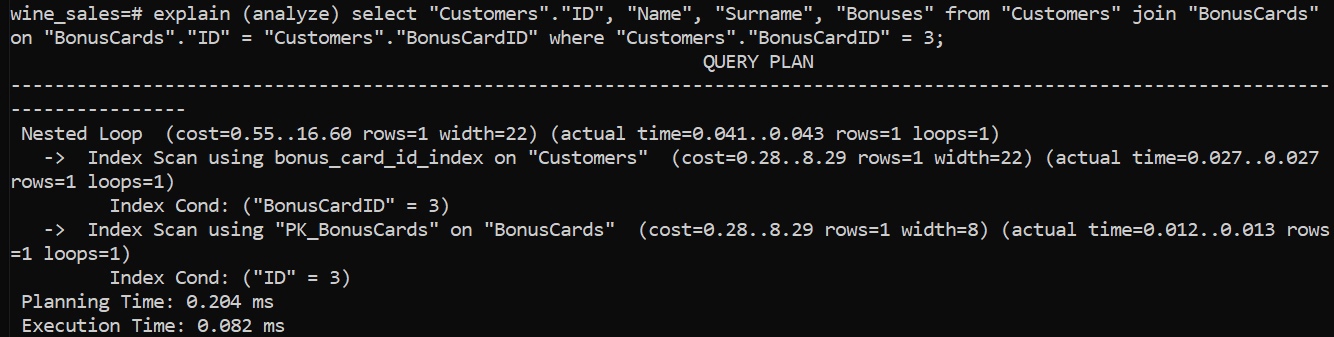 wine_sales=# explain (analyze) select "Customers"."ID", "Name", "Surname", "Bonuses" from "Customers" join "BonusCards"
on "BonusCards"."ID" = "Customers"."BonusCardID" where "Customers"."BonusCardID" = 3;
QUERY PLAN
-----------------------------------------------------------------------------------------------------------------------
----------------
Nested Loop  (cost=0.55..16.60 rows=1 width=22) (actual time=0.041..0.043 rows=1 loops=1)
->  Index Scan using bonus_card_id_index on "Customers"  (cost=0.28..8.29 rows=1 width=22) (actual time=0.027..0.027
rows=1 loops=1)
Index Cond: ("BonusCardID" = 3)
->  Index Scan using "PK_BonusCards" on "BonusCards"  (cost=0.28..8.29 rows=1 width=8) (actual time=0.012..0.013 rows
=1 loops=1)
Index Cond: ("ID" = 3)
Planning Time: 0.204 ms
Execution Time: 0.082 ms